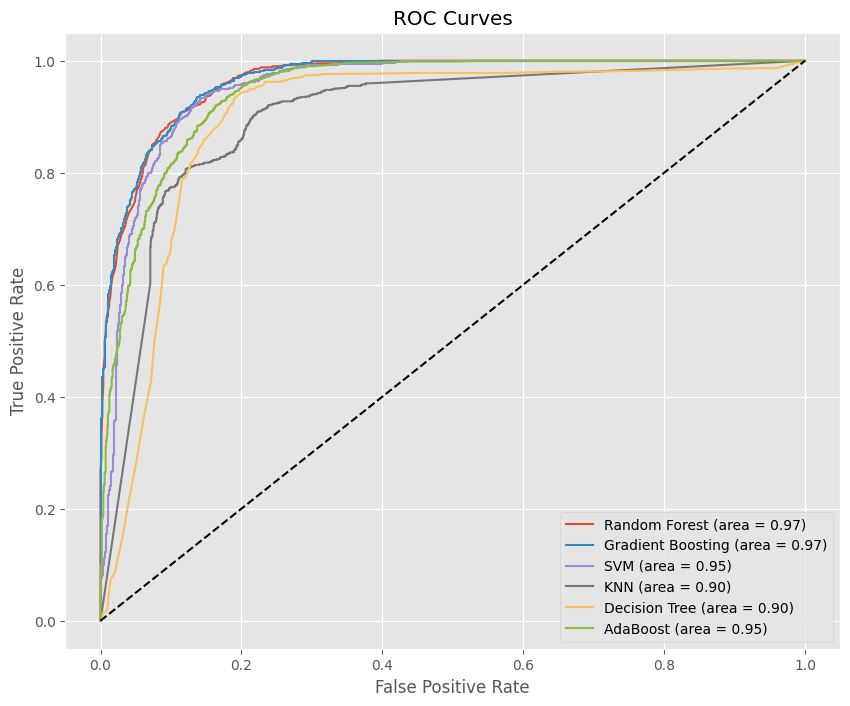 ROC Curves
True Positive Rate
1.0
0.8
0.6
0.4
0.2
0.0
0.0 0.2 0.4 0.6 0.8 1.0
False Positive Rate
Random Forest (area = 0.97)
Gradient Boosting (area = 0.97)
SVM (area = 0.95)
KNN (area = 0.90)
Decision Tree (area = 0.90)
AdaBoost (area = 0.95)